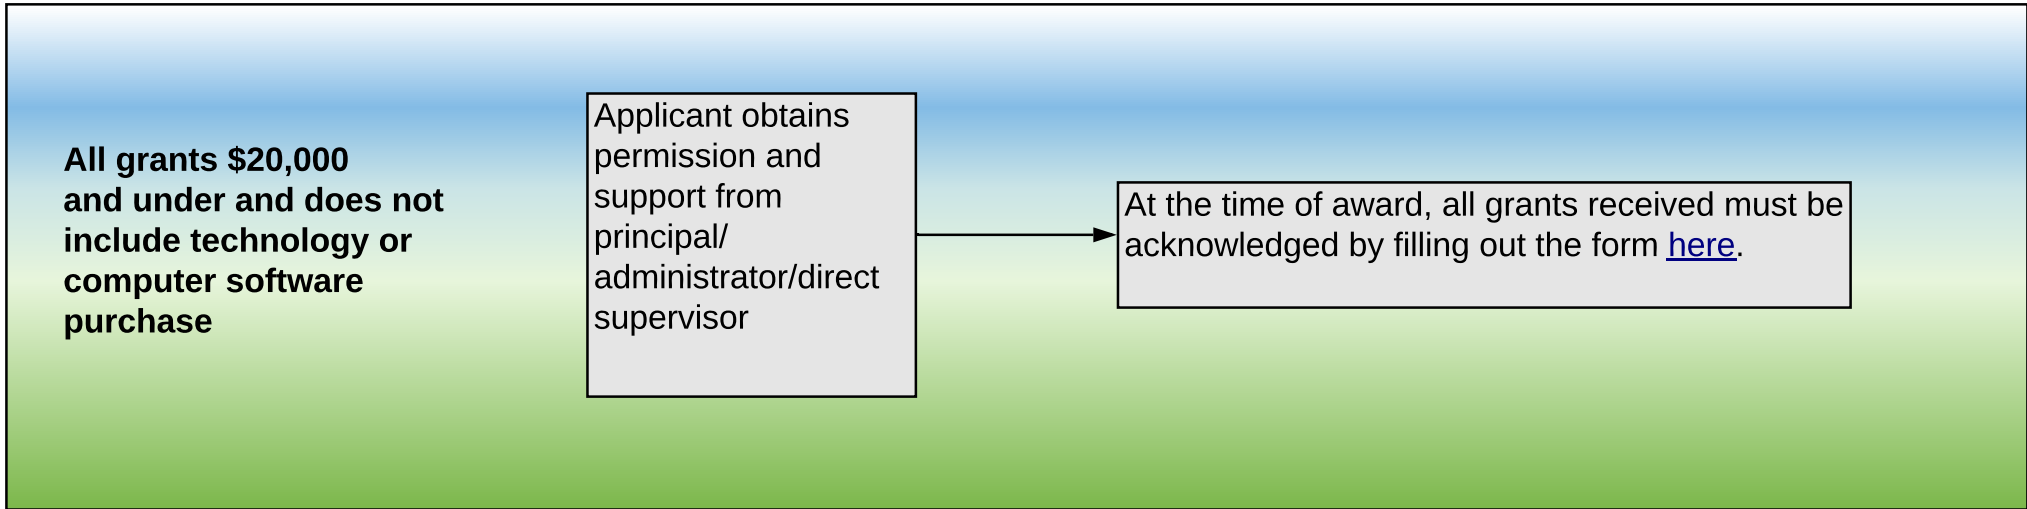 All grants $20,000
and under and does not
include technology or
computer software
purchase
Applicant obtains
permission and
support from
principal/
administrator/direct
supervisor
At the time of award, all grants received must be
acknowledged by filling out the form here.